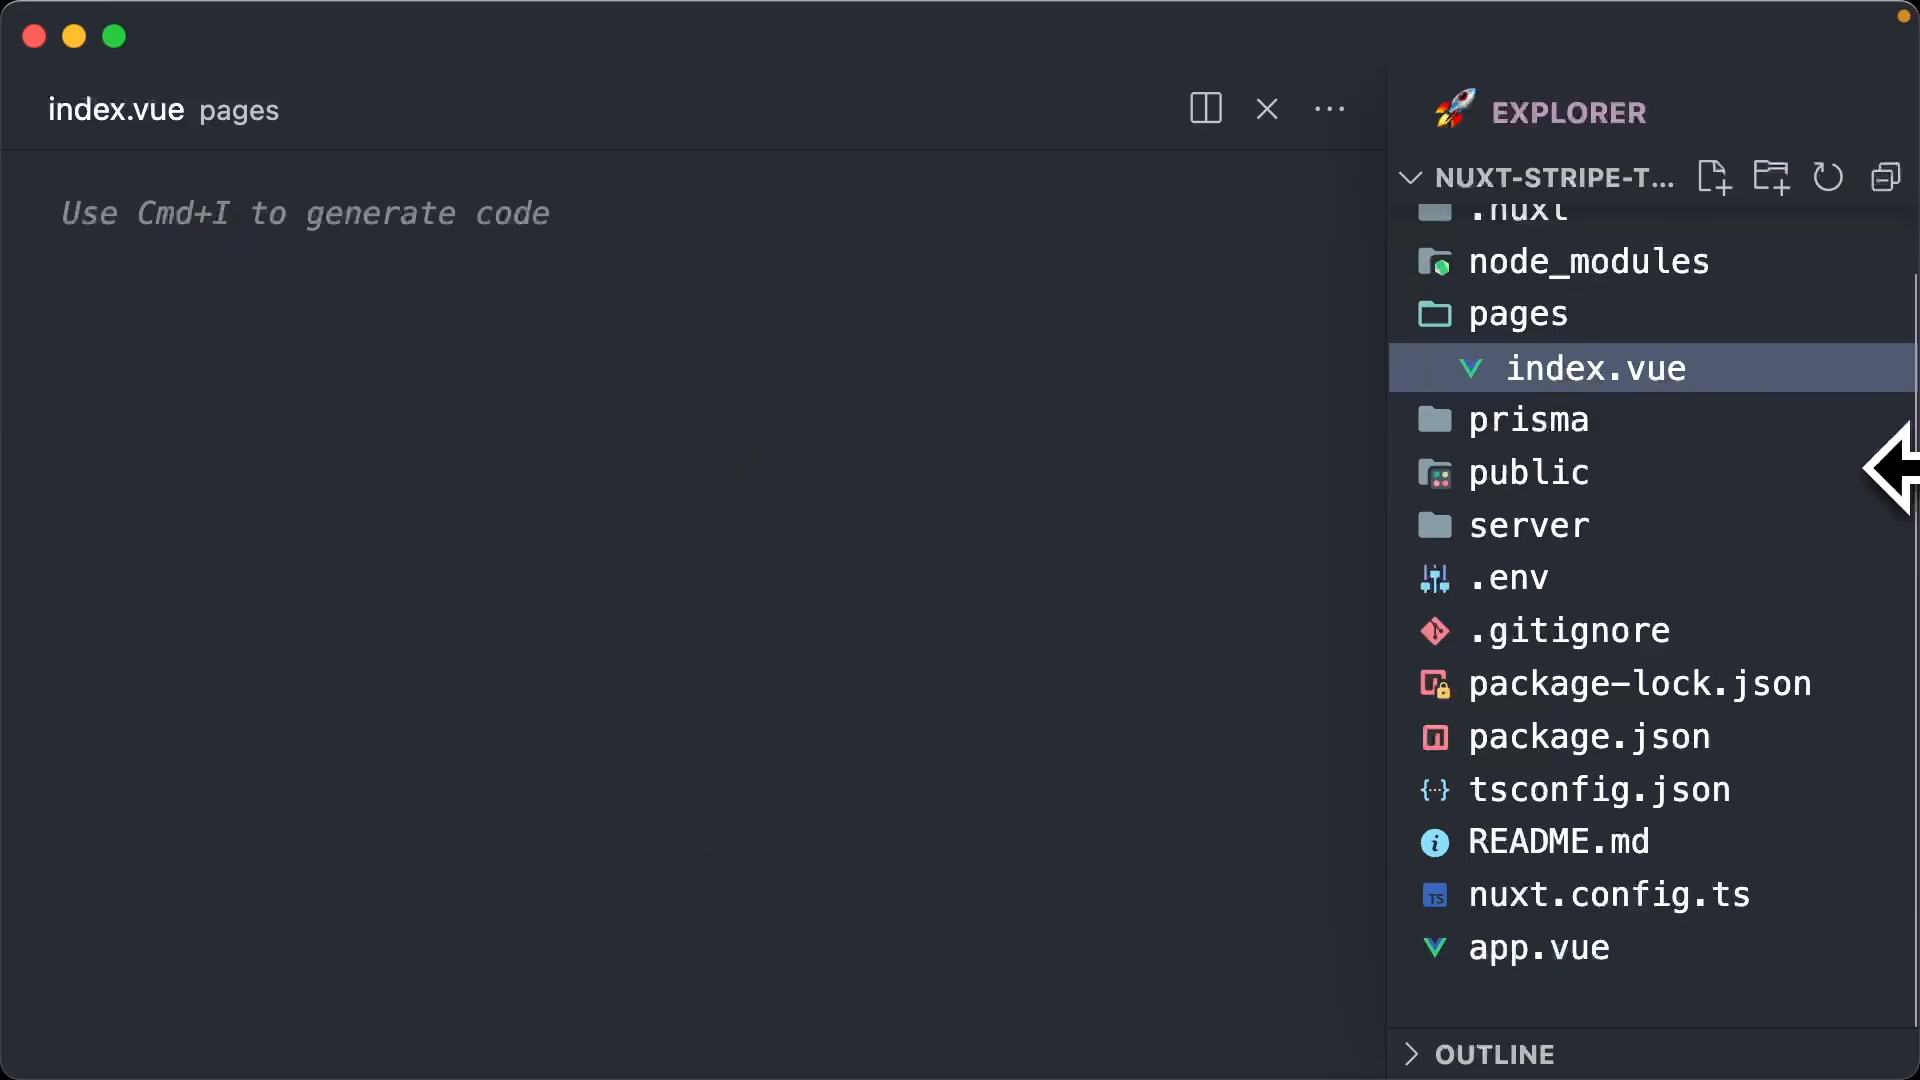 index.vue pages
Use Cmd+I to generate code
EXPLORER
NUXT-STRIPE-T...
.nuxt
node_modules
pages
index.vue
prisma
public
server
.env
.gitignore
package-lock.json
package.json
tsconfig.json
README.md
nuxt.config.ts
app.vue
OUTLINE